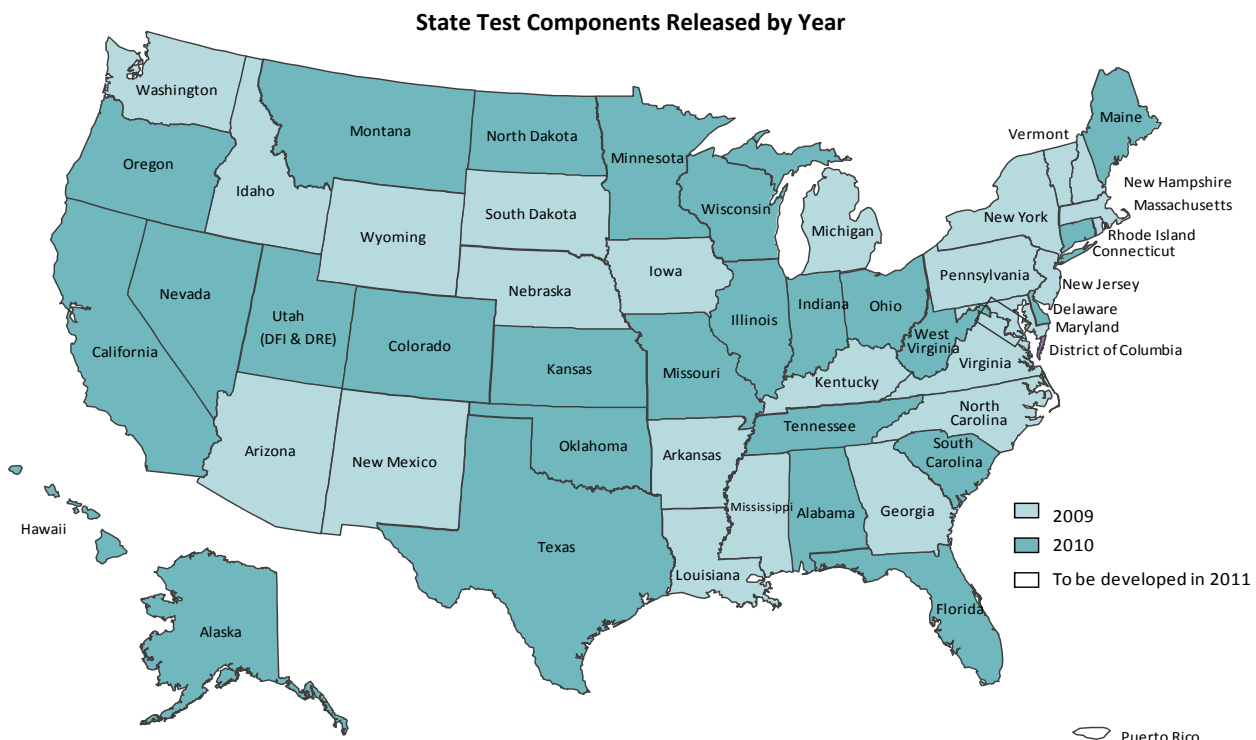 State Test Components Released by Year
Washington
Montana
North Dakota
Minnesota
Maine
Vermont
Oregon
Idaho
New Hampshire
Massachusetts
South Dakota
Wisconsin
Michigan
New York
Wyoming
Rhode Island
Connecticut
Iowa
Pennsylvania
New Jersey
Nebraska
Nevada
Utah
(DFI & DRE)
Illinois
Indiana
Ohio
Delaware
Maryland
West
Virginia
District of Columbia
California
Colorado
Kansas
Missouri
Kentucky
Virginia
North
Carolina
Tennessee
Oklahoma
Arizona
New Mexico
Arkansas
South
Carolina
Mississippi
Alabama
Georgia
2009
Hawaii
Texas
2010
Louisiana
To be developed in 2011
Florida
Alaska
Puerto Rico